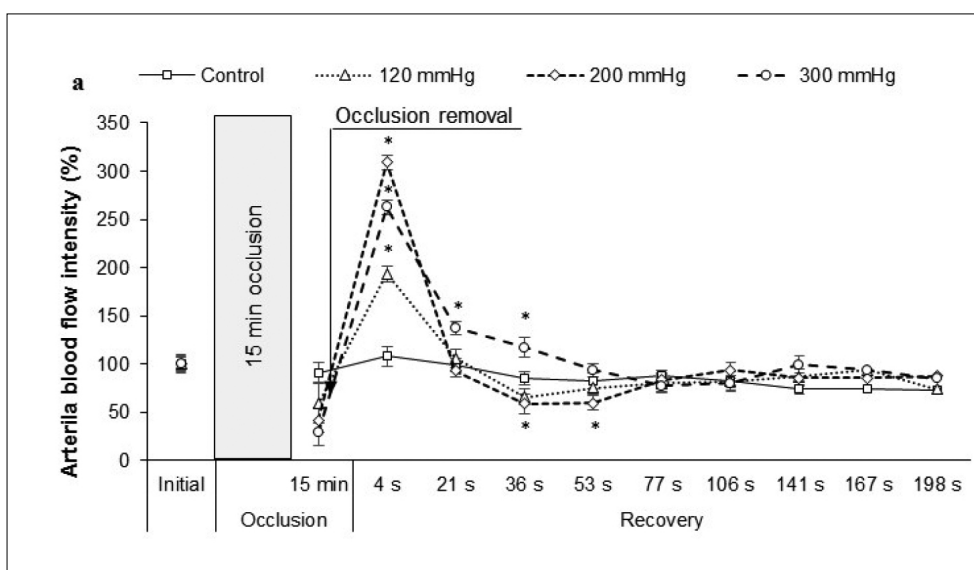 a
Control 120 mmHg 200 mmHg 300 mmHg
Occlusion removal
Arterila blood flow intensity (%)
350
300
250
200
150
100
50
0
15 min occlusion
* * * * * * *
Initial 15 min 4 s 21 s 36 s 53 s 77 s 106 s 141 s 167 s 198 s
Occlusion Recovery